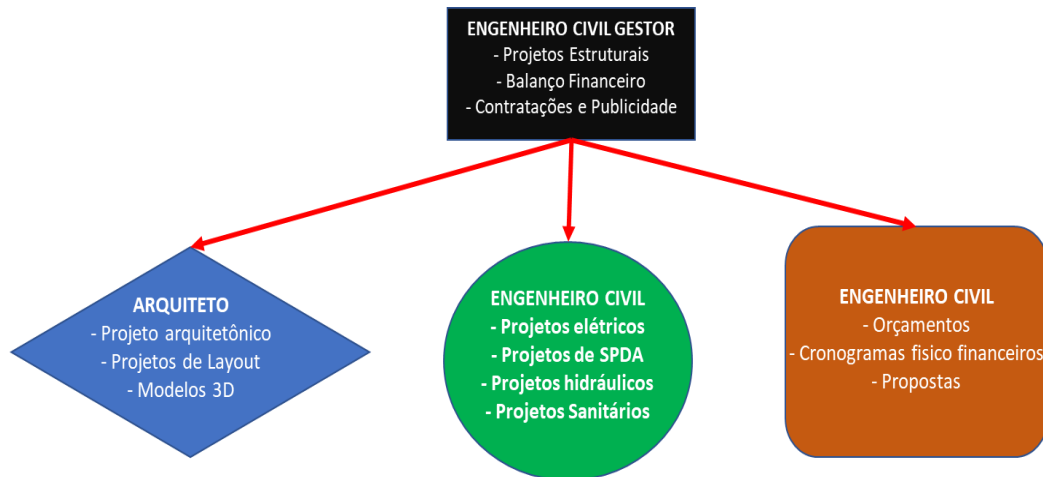 ENGENHEIRO CIVIL GESTOR
- Projetos Estruturais
- Balanço Financeiro
- Contratações e Publicidade
ARQUITETO
- Projeto arquitetônico
- Projetos de Layout
- Modelos 3D
ENGENHEIRO CIVIL
- Projetos elétricos
- Projetos de SPDA
- Projetos hidráulicos
- Projetos Sanitários
ENGENHEIRO CIVIL
- Orçamentos
- Cronogramas fisico financeiros
- Propostas